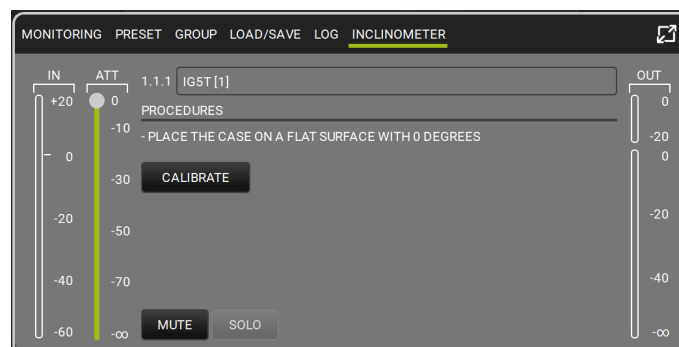 MONITORING PRESET GROUP LOAD/SAVE LOG INCLINOMETER
IN ATT 1.1.1 IG5T [1] OUT
+20 0 0
PROCEDURES
-10 - PLACE THE CASE ON A FLAT SURFACE WITH 0 DEGREES -20
0 0
-30 CALIBRATE
-20 -20
-50
-40 -70 -40
MUTE SOLO
-60 -∞ -∞